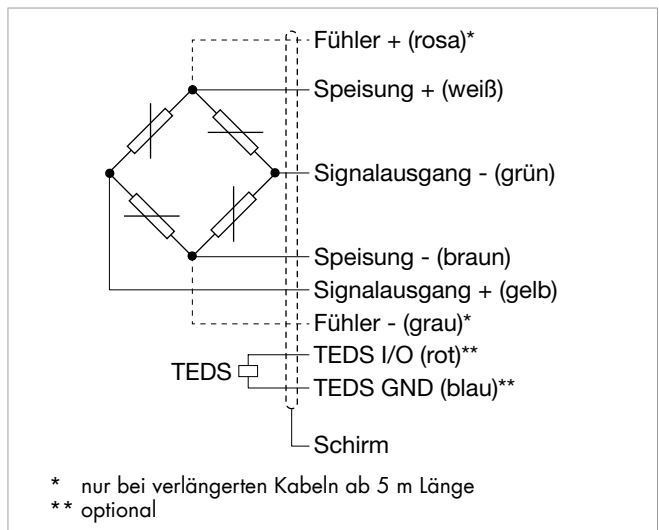 Fühler + (rosa)*
Speisung + (weiß)
Signalausgang - (grün)
Speisung - (braun)
Signalausgang + (gelb)
Fühler - (grau)*
TEDS I/O (rot)**
TEDS
TEDS GND (blau)**
Schirm
* nur bei verlängerten Kabeln ab 5 m Länge
** optional